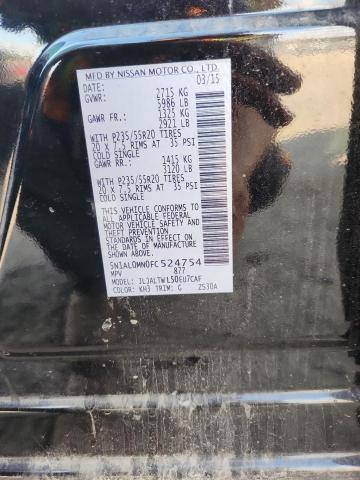 MFD BY NISSAN MOTOR CO., LTD.
DATE: 03/15
GVWR: 2715 KG
5986 LB
GAWR FR.: 1325 KG
2921 LB
WITH P235/55R20 TIRES
20 X 7.5 RIMS AT 35 PSI
COLD SINGLE
GAWR RR.: 1415 KG
3120 LB
WITH P235/55R20 TIRES
20 X 7.5 RIMS AT 35 PSI
COLD SINGLE
THIS VEHICLE CONFORMS TO
ALL APPLICABLE FEDERAL
MOTOR VEHICLE SAFETY AND
THEFT PREVENTION
STANDARDS IN EFFECT ON
THE DATE OF MANUFACTURE
SHOWN ABOVE.
5N1AL0MN0FC524754
MPV 877
MODEL: JLJALTWL50EU7CAF
COLOR: KH3 TRIM: G ZS30A